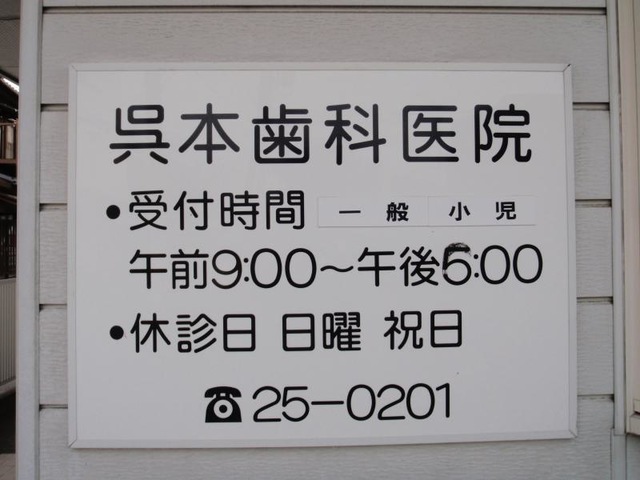 呉本歯科医院
•受付時間 一般 小児
午前9:00〜午後5:00
•休診日 日曜 祝日
☎25-0201